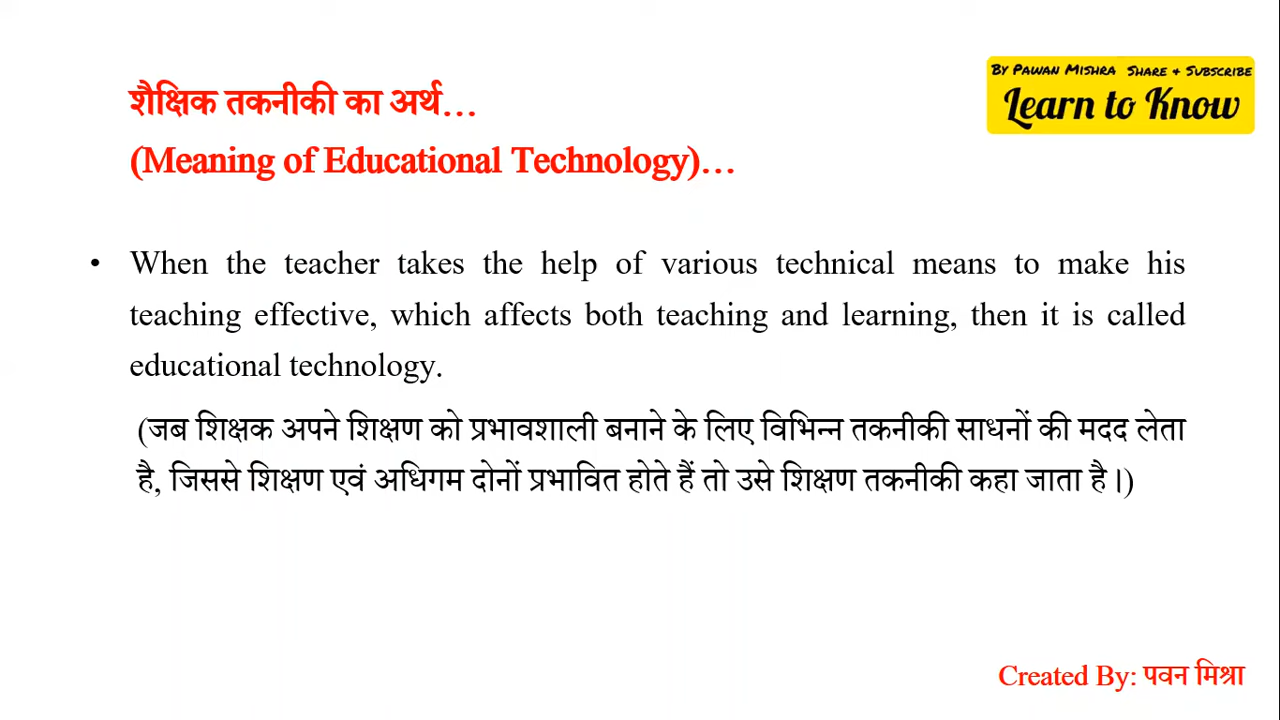 By Pawan Mishra Share & Subscribe
Learn to Know
शैक्षिक तकनीकी का अर्थ...
(Meaning of Educational Technology)...
• When the teacher takes the help of various technical means to make his
teaching effective, which affects both teaching and learning, then it is called
educational technology.
(जब शिक्षक अपने शिक्षण को प्रभावशाली बनाने के लिए विभिन्न तकनीकी साधनों की मदद लेता
है, जिससे शिक्षण एवं अधिगम दोनों प्रभावित होते हैं तो उसे शिक्षण तकनीकी कहा जाता है।)
Created By: पवन मिश्रा